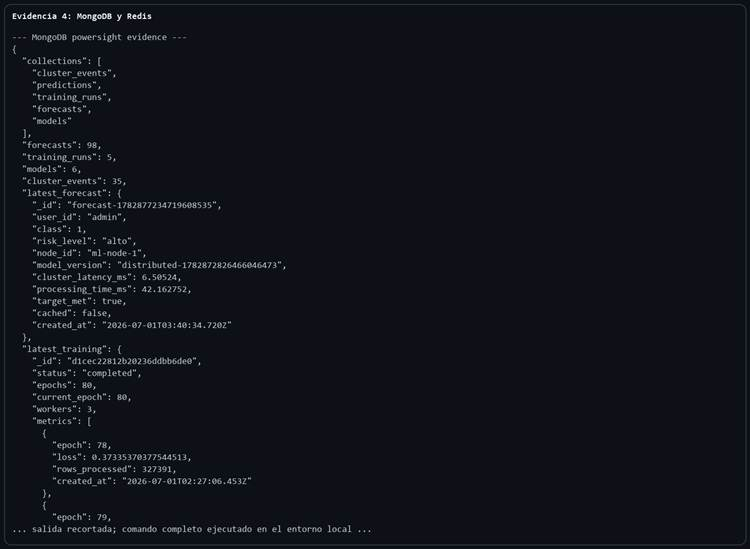 Evidencia 4: MongoDB y Redis
--- MongoDB powersight evidence ---
{
"collections": [
"cluster_events",
"predictions",
"training_runs",
"forecasts",
"models"
],
"forecasts": 98,
"training_runs": 5,
"models": 6,
"cluster_events": 35,
"latest_forecast": {
"_id": "forecast-1782877234719608535",
"user_id": "admin",
"class": 1,
"risk_level": "alto",
"node_id": "ml-node-1",
"model_version": "distributed-1782872826466046473",
"cluster_latency_ms": 6.50524,
"processing_time_ms": 42.162752,
"target_met": true,
"cached": false,
"created_at": "2026-07-01T03:40:34.720Z"
},
"latest_training": {
"_id": "d1cec22812b20236ddbb6de0",
"status": "completed",
"epochs": 80,
"current_epoch": 80,
"workers": 3,
"metrics": [
{
"epoch": 78,
"loss": 0.37335370377544513,
"rows_processed": 327391,
"created_at": "2026-07-01T02:27:06.453Z"
},
{
"epoch": 79,
... salida recortada; comando completo ejecutado en el entorno local ...